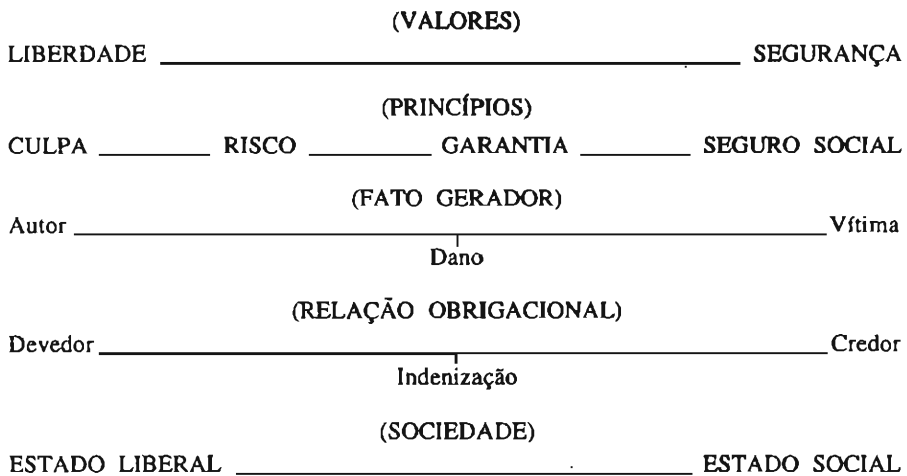 (VALORES)
LIBERDADE SEGURANÇA
(PRINCÍPIOS)
CULPA RISCO GARANTIA SEGURO SOCIAL
(FATO GERADOR)
Autor Vítima
Dano
(RELAÇÃO OBRIGACIONAL)
Devedor Credor
Indenização
(SOCIEDADE)
ESTADO LIBERAL ESTADO SOCIAL